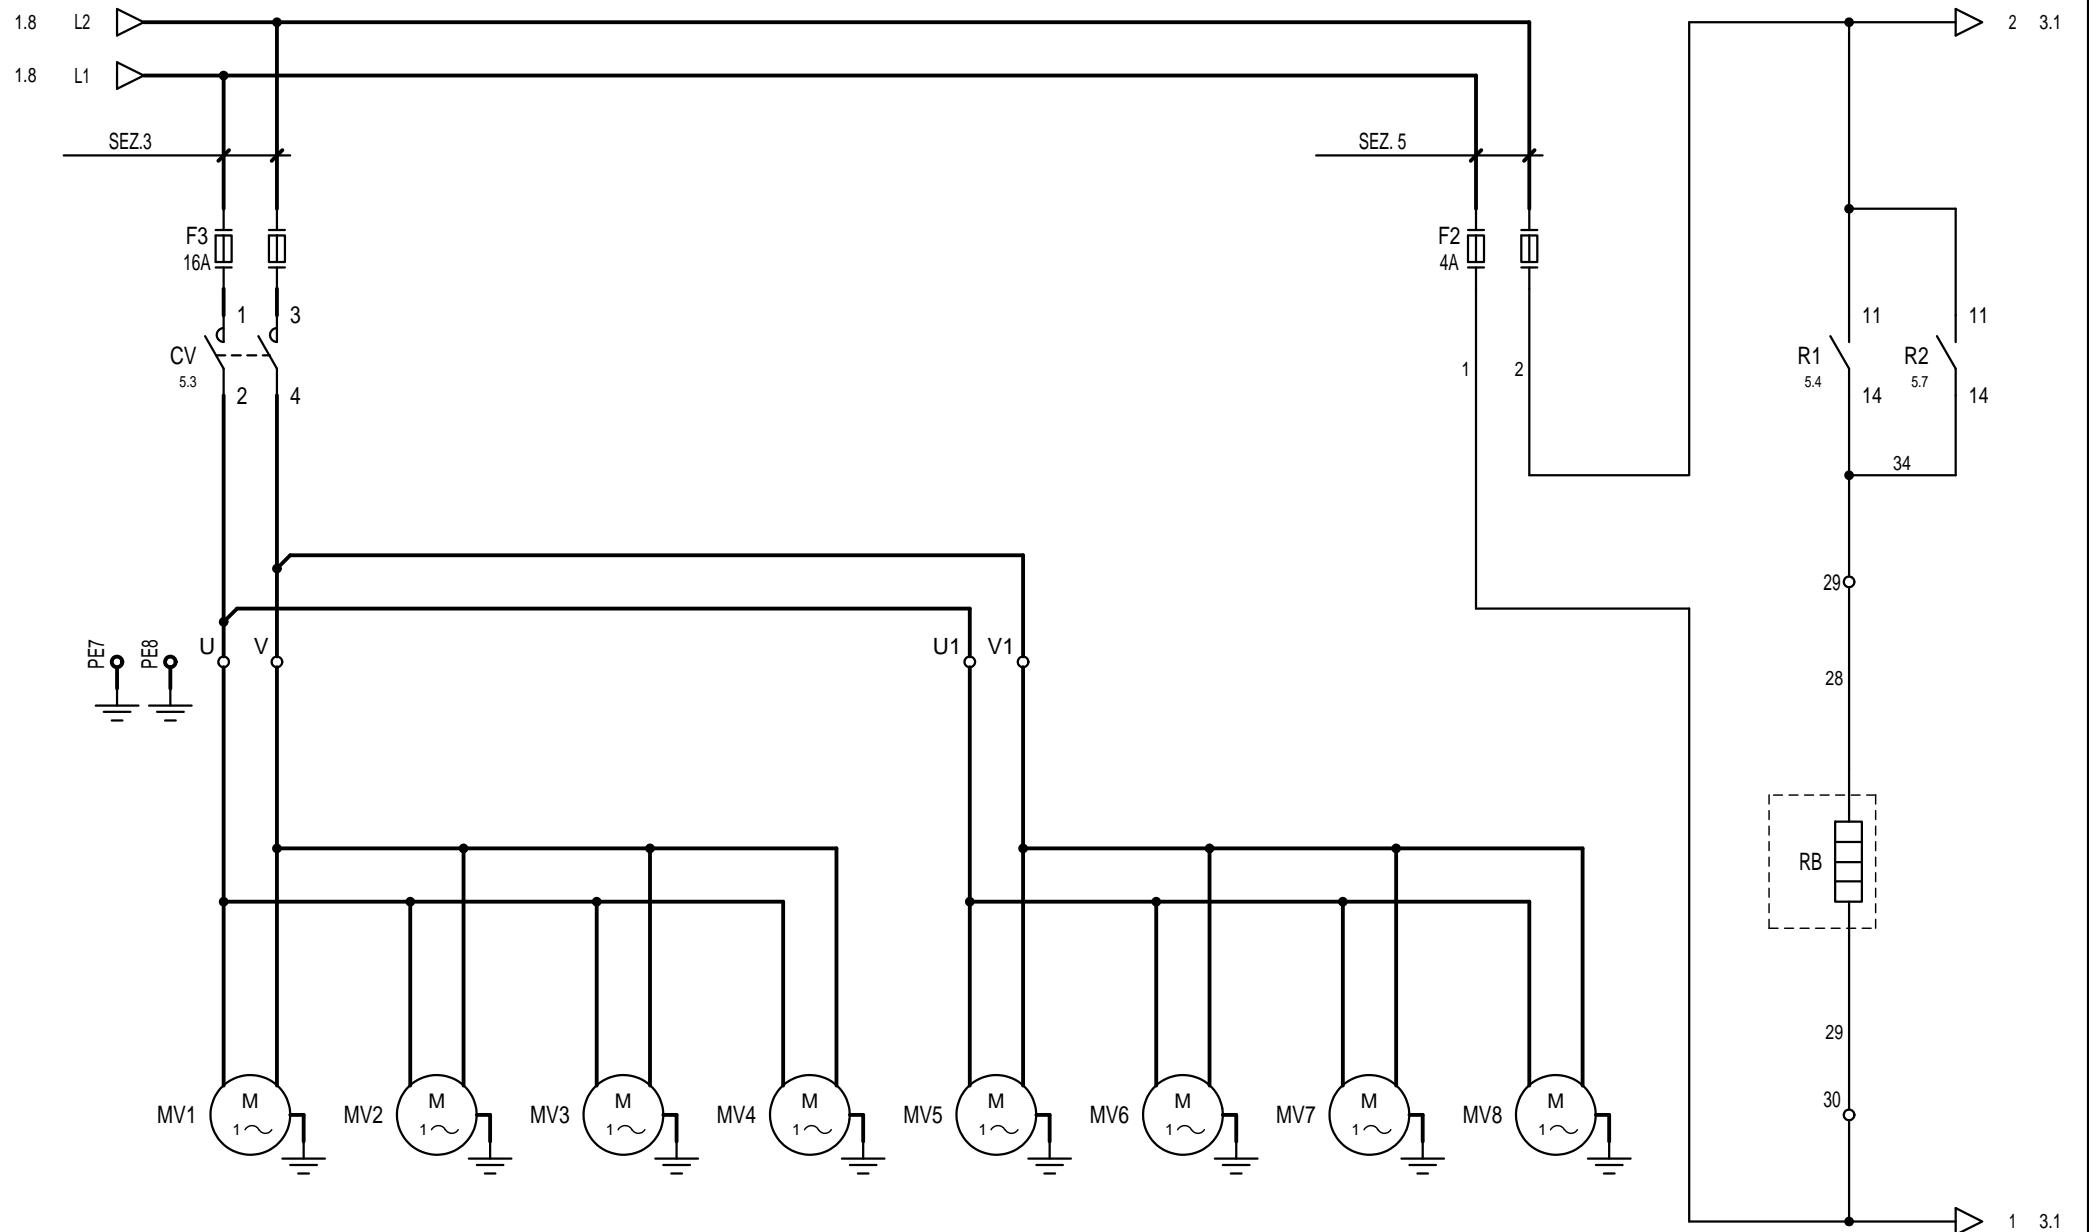 1.8 L2 2 3.1
1.8 L1
SEZ.3 SEZ. 5
F3 F2
16A 4A
1 3 11 11
CV R1 R2
5.3 1 2 5.4 5.7
2 4 14 14
34
29
U V U1 V1
PE7 PE8
28
RB
29
30
MV1 M 1 MV2 M 1 MV3 M 1 MV4 M 1 MV5 M 1 MV6 M 1 MV7 M 1 MV8 M 1
1 3.1